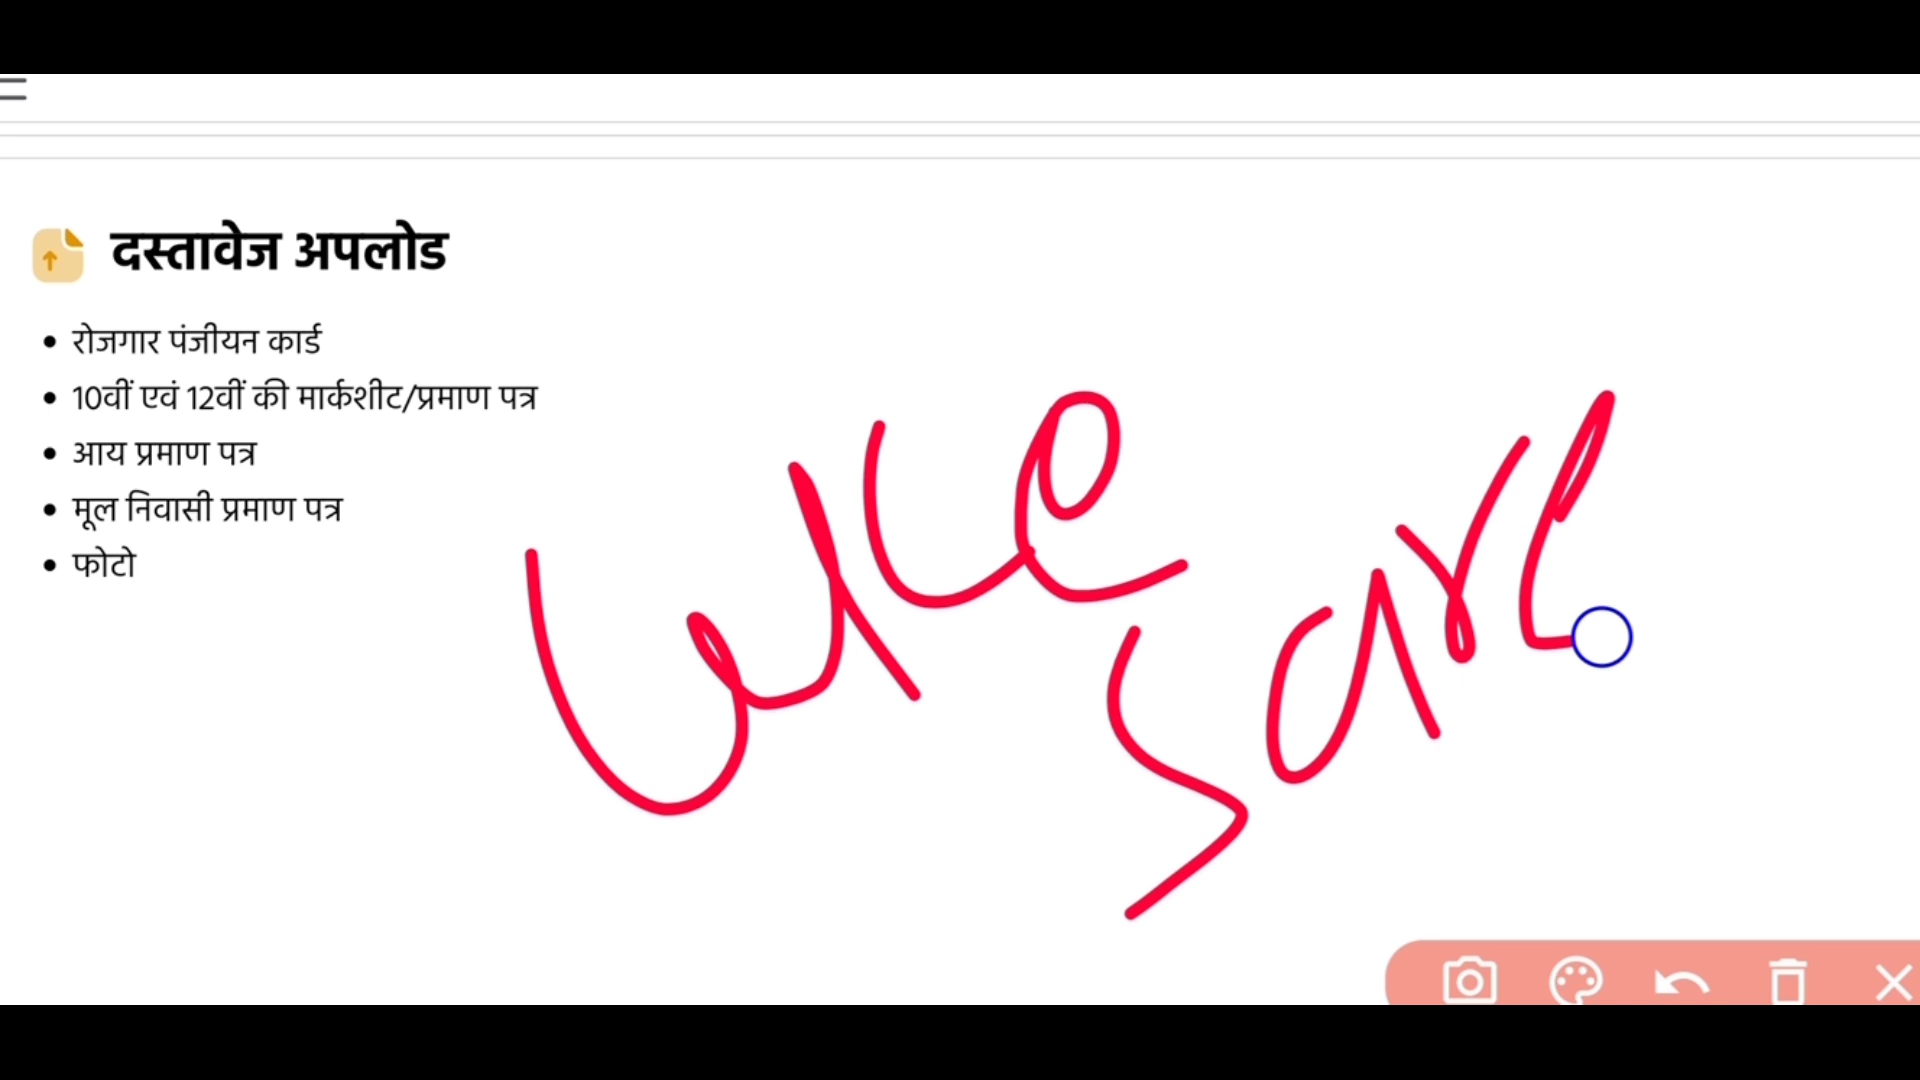 दस्तावेज अपलोड
रोजगार पंजीयन कार्ड
10वीं एवं 12वीं की मार्कशीट/प्रमाण पत्र
आय प्रमाण पत्र
मूल निवासी प्रमाण पत्र
फोटो